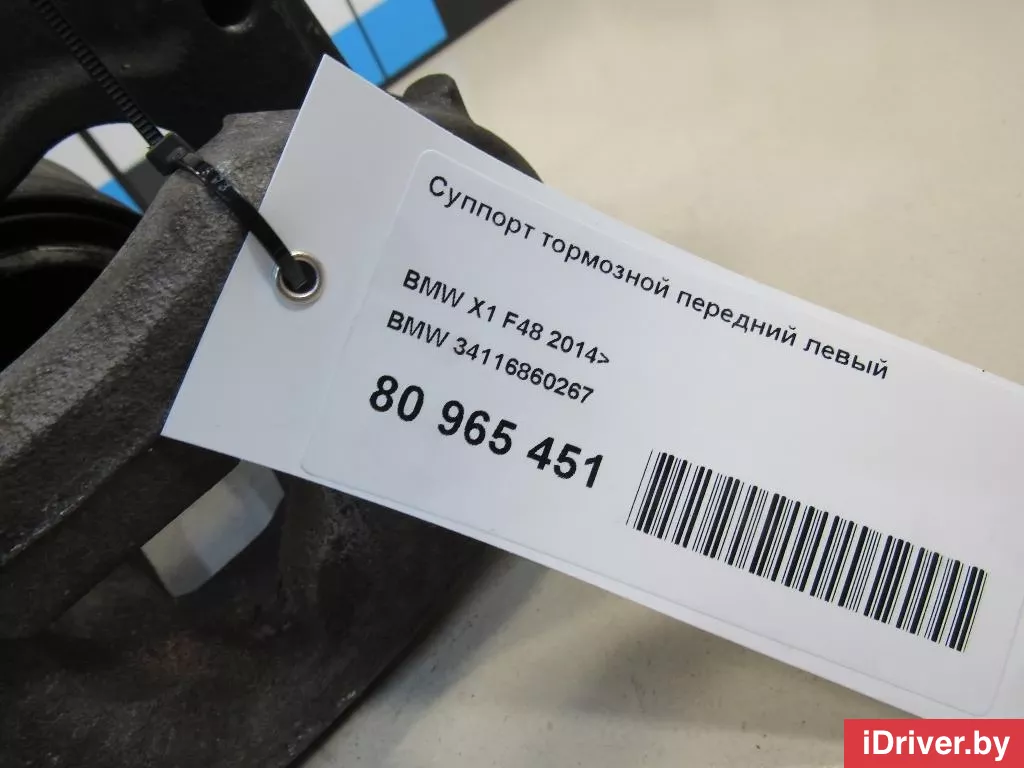 Суппорт тормозной передний левый
BMW X1 F48 2014>
BMW 34116860267
80 965 451
iDriver.by